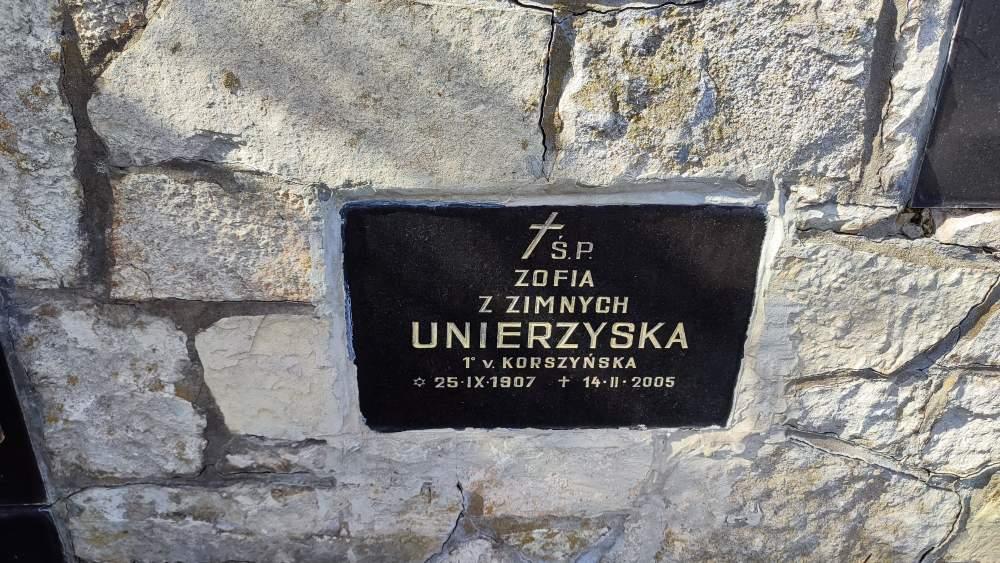 Ś.P.
ZOFIA
Z ZIMNYCH
UNIERZYSKA
1° v. KORSZYŃSKA
✡ 25·IX·1907 ✝ 14·II·2005